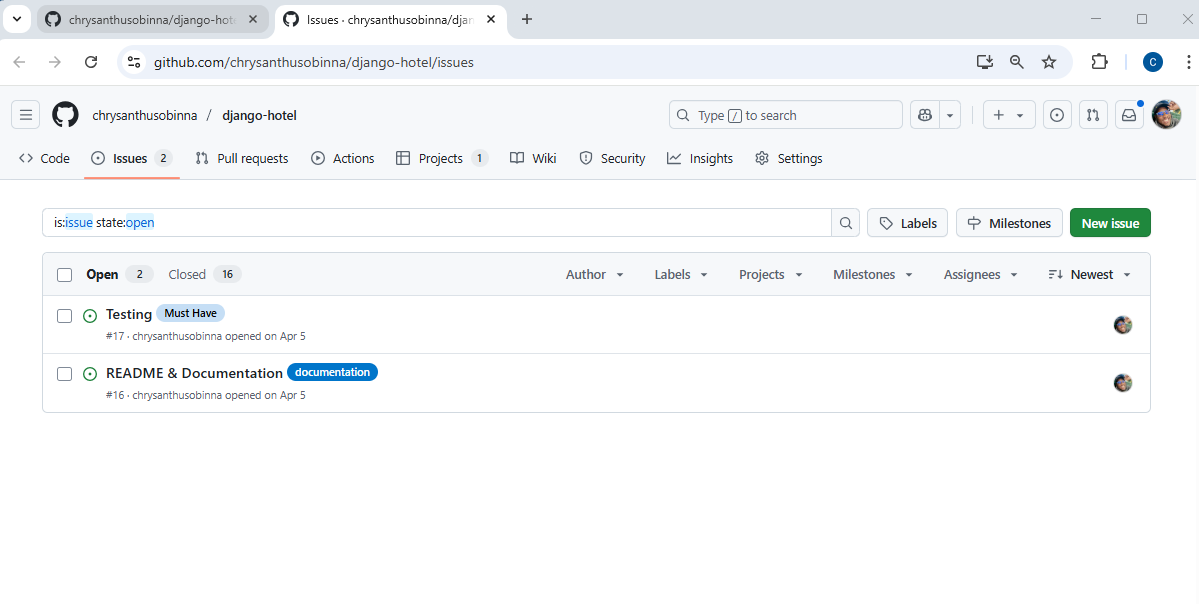 chrysanthusobinna/django-hote
Issues · chrysanthusobinna/djan
github.com/chrysanthusobinna/django-hotel/issues
C
chrysanthusobinna / django-hotel
Type / to search
Code
Issues 2
Pull requests
Actions
Projects 1
Wiki
Security
Insights
Settings
is:issue state:open
Labels
Milestones
New issue
Open 2
Closed 16
Author
Labels
Projects
Milestones
Assignees
Newest
Testing Must Have
#17 · chrysanthusobinna opened on Apr 5
README & Documentation documentation
#16 · chrysanthusobinna opened on Apr 5